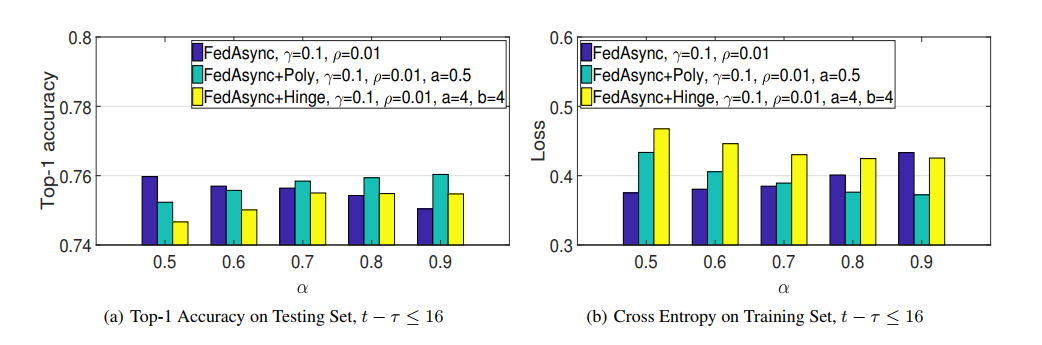 0.8
0.78
0.76
0.74
Top-1 accuracy
FedAsync, γ=0.1, ρ=0.01
FedAsync+Poly, γ=0.1, ρ=0.01, a=0.5
FedAsync+Hinge, γ=0.1, ρ=0.01, a=4, b=4
0.5 0.6 0.7 0.8 0.9
α
(a) Top-1 Accuracy on Testing Set, t − τ ≤ 16
0.6
0.5
0.4
0.3
Loss
FedAsync, γ=0.1, ρ=0.01
FedAsync+Poly, γ=0.1, ρ=0.01, a=0.5
FedAsync+Hinge, γ=0.1, ρ=0.01, a=4, b=4
0.5 0.6 0.7 0.8 0.9
α
(b) Cross Entropy on Training Set, t − τ ≤ 16